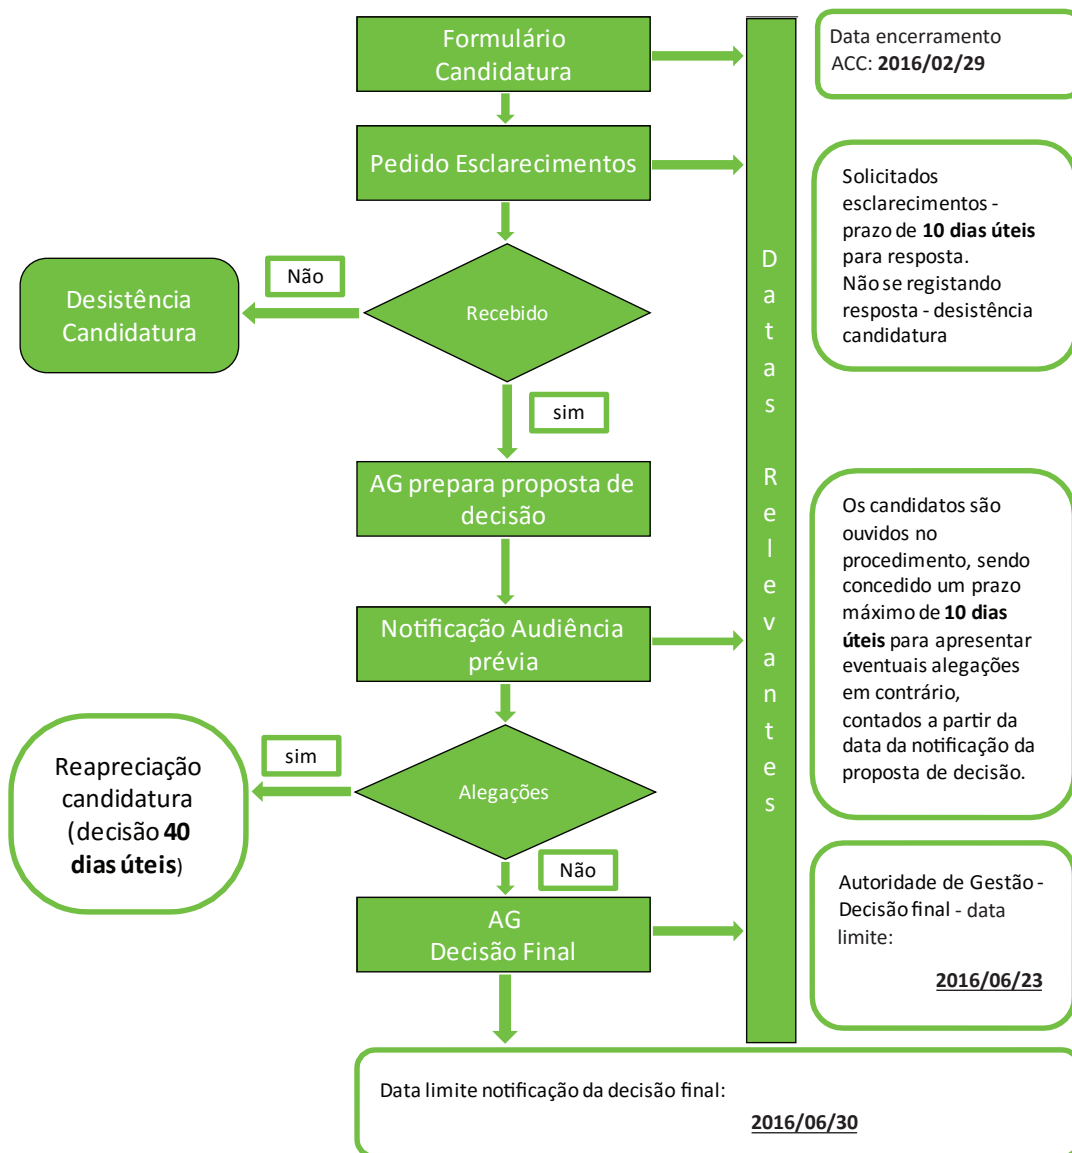 Formulário
Candidatura
Data encerramento
ACC: 2016/02/29
Pedido Esclarecimentos
Solicitados
esclarecimentos -
prazo de 10 dias úteis
para resposta.
Não se registando
resposta - desistência
candidatura
Não
Desistência
Candidatura
Recebido
sim
Datas Relevantes
AG prepara proposta de
decisão
Os candidatos são
ouvidos no
procedimento, sendo
concedido um prazo
máximo de 10 dias
úteis para apresentar
eventuais alegações
em contrário,
contados a partir da
data da notificação da
proposta de decisão.
Notificação Audiência
prévia
sim
Reapreciação
candidatura
(decisão 40
dias úteis)
Alegações
Não
AG
Decisão Final
Autoridade de Gestão -
Decisão final - data
limite:
2016/06/23
Data limite notificação da decisão final:
2016/06/30